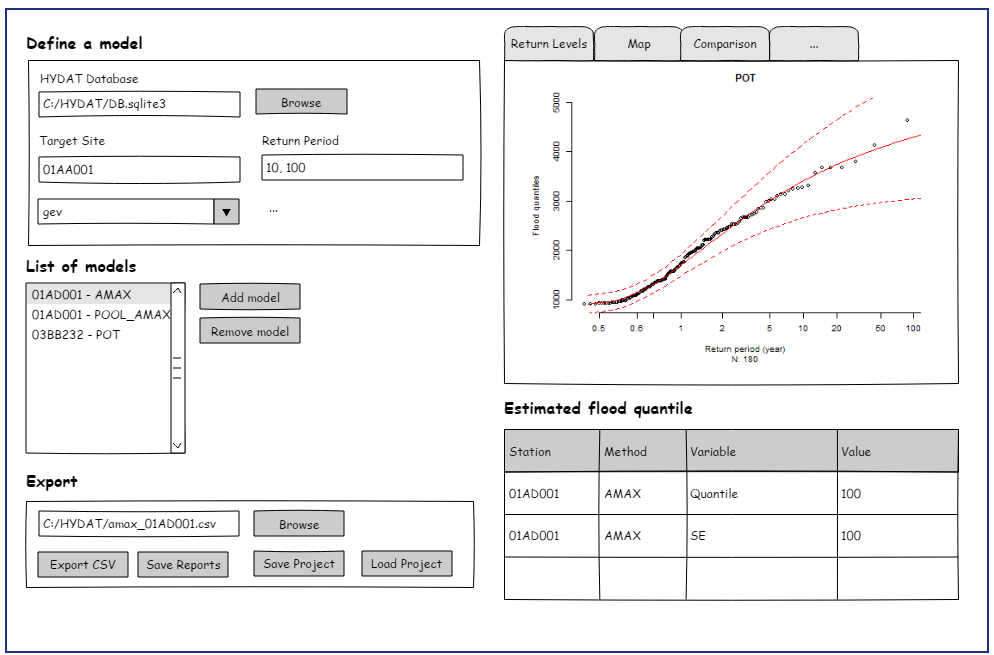 Define a model
HYDAT Database
C:/HYDAT/DB.sqlite3
Browse
Target Site
Return Period
01AA001
10, 100
gev
...
List of models
01AD001 - AMAX
01AD001 - POOL_AMAX
03BB232 - POT
Add model
Remove model
Export
C:/HYDAT/amax_01AD001.csv
Browse
Export CSV
Save Reports
Save Project
Load Project
Return Levels
Map
Comparison
...
POT
Flood quantiles
5000
4000
3000
2000
1000
0.5 0.6 1 2 5 10 20 50 100
Return period (year)
N: 180
Estimated flood quantile
Station Method Variable Value
01AD001 AMAX Quantile 100
01AD001 AMAX SE 100